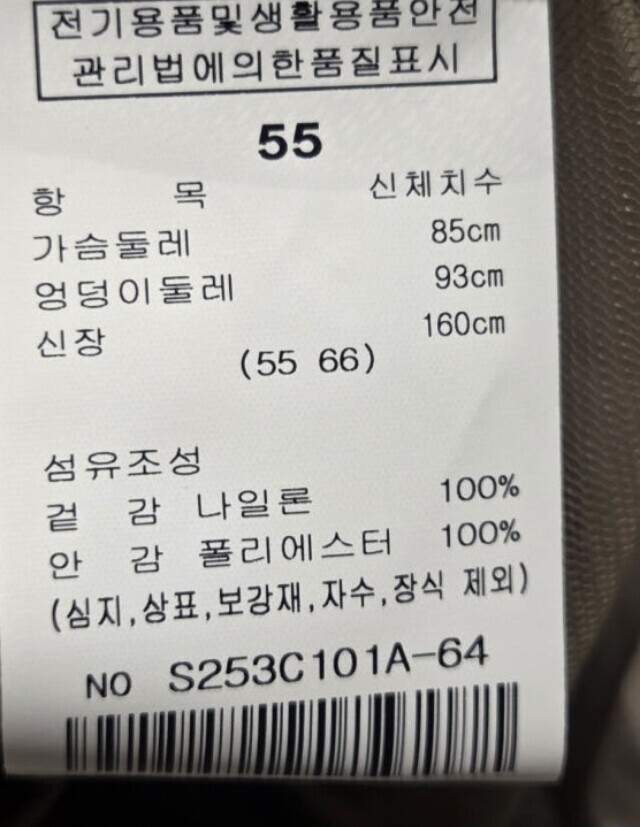 전기용품및생활용품안전
관리법에의한품질표시
55
항 목 신체치수
가슴둘레 85cm
엉덩이둘레 93cm
신장 160cm
(55 66)
섬유조성
겉 감 나일론 100%
안 감 폴리에스터 100%
(심지,상표,보강재,자수,장식 제외)
NO S253C101A-64